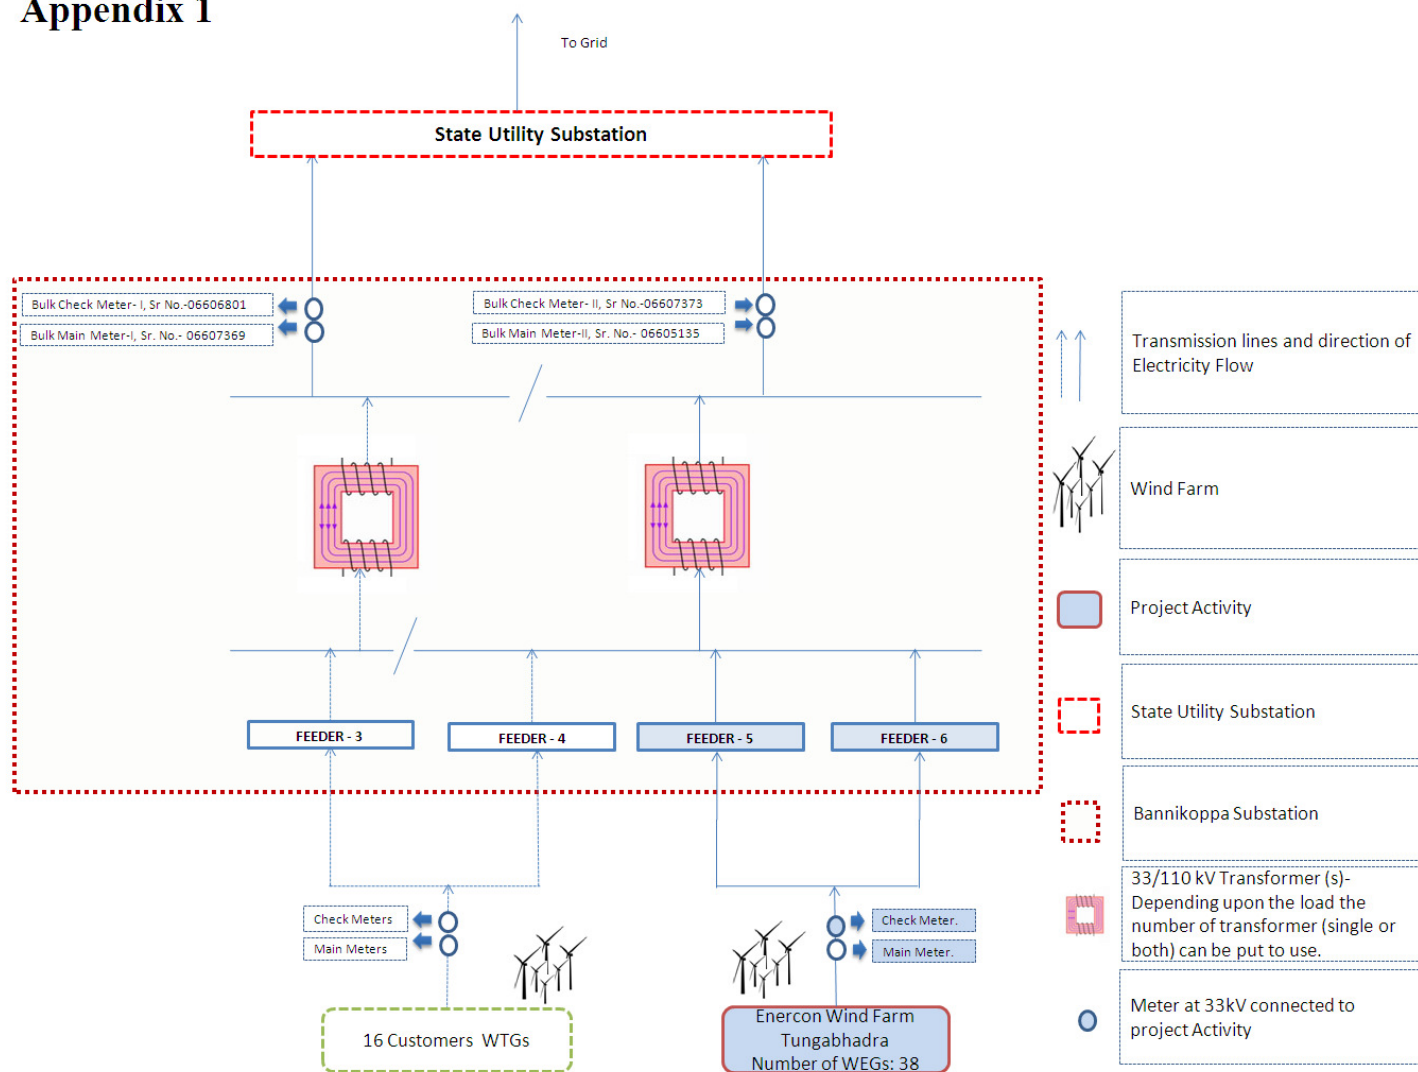 Appendix 1
To Grid
State Utility Substation
Bulk Check Meter- I, Sr No.-06606801
Bulk Main Meter-I, Sr. No.- 06607369
Bulk Check Meter- II, Sr No.-06607373
Bulk Main Meter-II, Sr. No.- 06605135
FEEDER - 3
FEEDER - 4
FEEDER - 5
FEEDER - 6
Check Meters
Main Meters
Check Meter.
Main Meter.
16 Customers WTGs
Enercon Wind Farm
Tungabhadra
Number of WEGs: 38
Transmission lines and direction of
Electricity Flow
Wind Farm
Project Activity
State Utility Substation
Bannikoppa Substation
33/110 kV Transformer (s)-
Depending upon the load the
number of transformer (single or
both) can be put to use.
Meter at 33kV connected to
project Activity